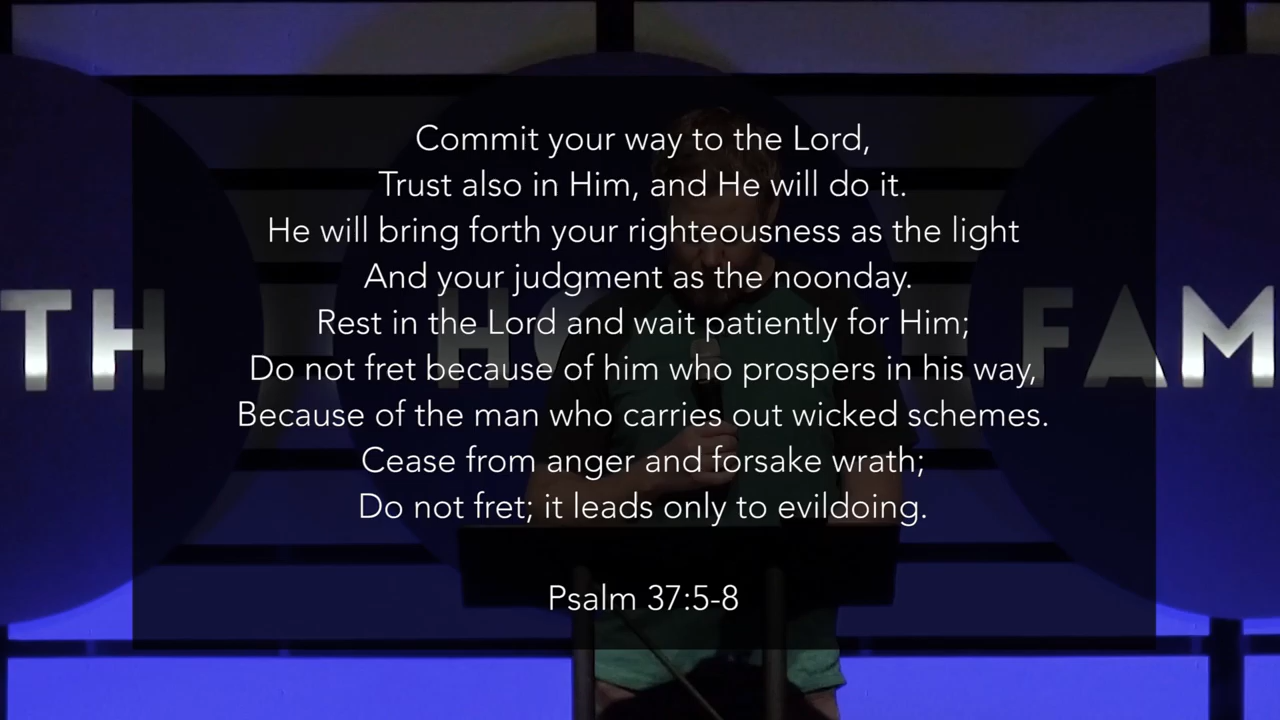 Commit your way to the Lord,
Trust also in Him, and He will do it.
He will bring forth your righteousness as the light
And your judgment as the noonday.
Rest in the Lord and wait patiently for Him;
Do not fret because of him who prospers in his way,
Because of the man who carries out wicked schemes.
Cease from anger and forsake wrath;
Do not fret; it leads only to evildoing.
Psalm 37:5-8
TH HO FAM